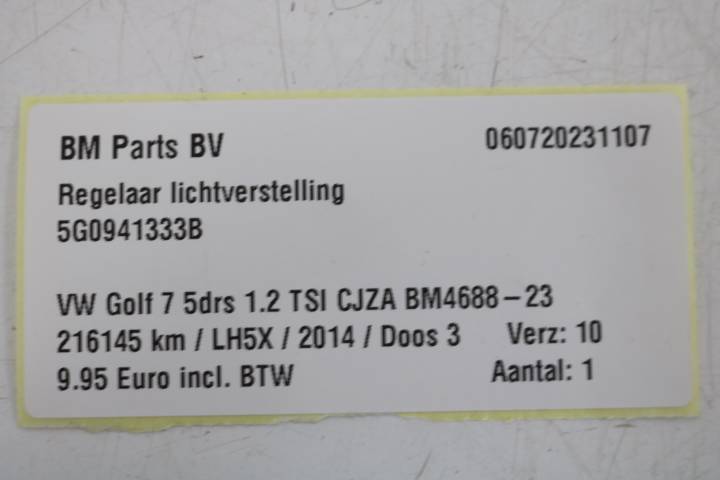 BM Parts BV 060720231107
Regelaar lichtverstelling
5G0941333B
VW Golf 7 5drs 1.2 TSI CJZA BM4688-23
216145 km / LH5X / 2014 / Doos 3 Verz: 10
9.95 Euro incl. BTW Aantal: 1